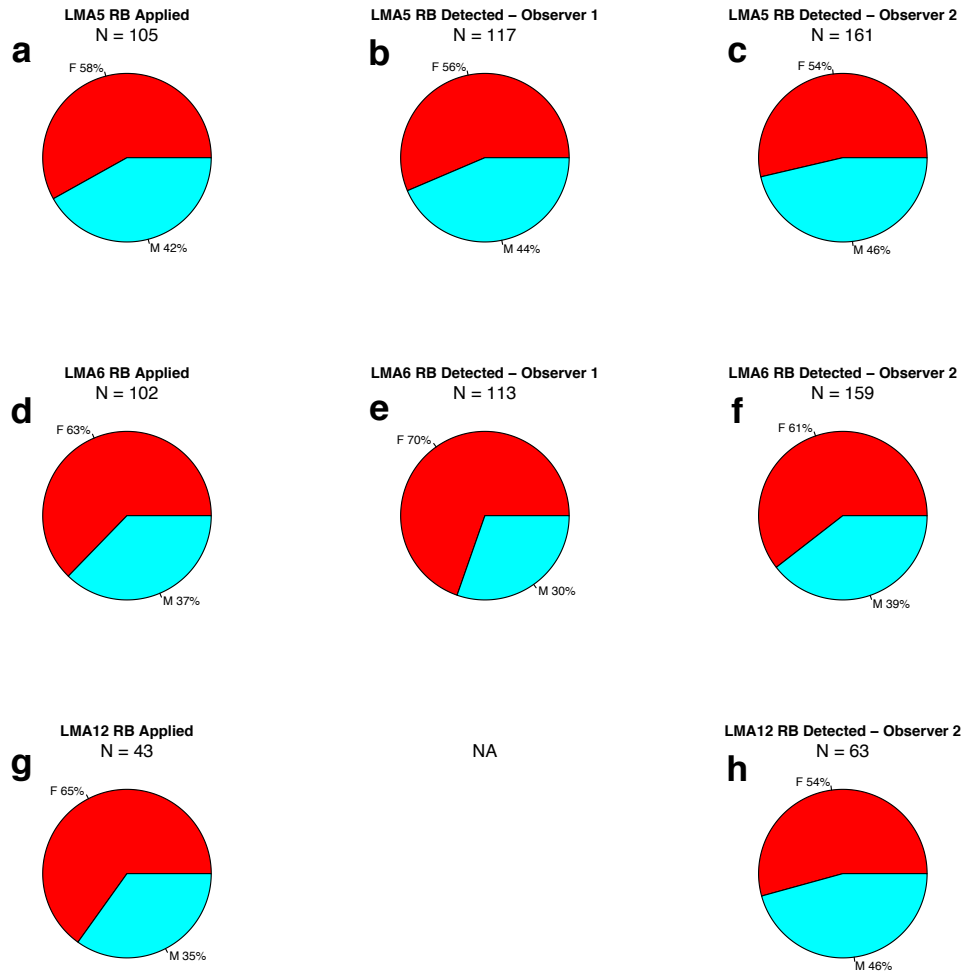 LMA5 RB Applied
N = 105
a
F 58%
M 42%
LMA5 RB Detected – Observer 1
N = 117
b
F 56%
M 44%
LMA5 RB Detected – Observer 2
N = 161
c
F 54%
M 46%
LMA6 RB Applied
N = 102
d
F 63%
M 37%
LMA6 RB Detected – Observer 1
N = 113
e
F 70%
M 30%
LMA6 RB Detected – Observer 2
N = 159
f
F 61%
M 39%
LMA12 RB Applied
N = 43
g
F 65%
M 35%
NA
LMA12 RB Detected – Observer 2
N = 63
h
F 54%
M 46%